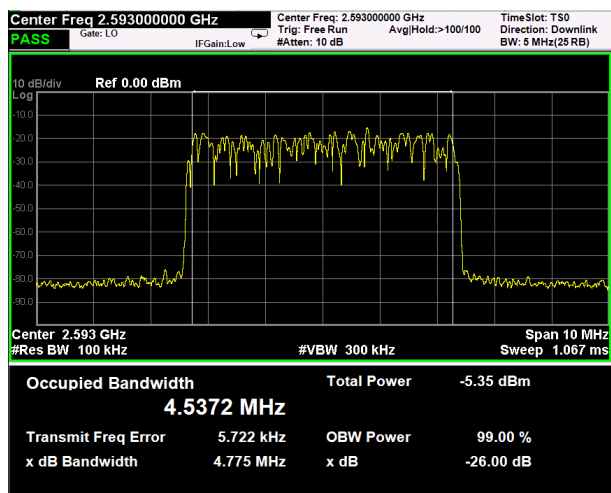 Center Freq 2.593000000 GHz
Center Freq: 2.593000000 GHz
TimeSlot: TS0
PASS
Gate: LO
IFGain:Low
Trig: Free Run
Avg|Hold:>100/100
Direction: Downlink
#Atten: 10 dB
BW: 5 MHz(25 RB)
10 dB/div
Ref 0.00 dBm
Log
-10.0
-20.0
-30.0
-40.0
-50.0
-60.0
-70.0
-80.0
-90.0
Center 2.593 GHz
Span 10 MHz
#Res BW 100 kHz
#VBW 300 kHz
Sweep 1.067 ms
Occupied Bandwidth
Total Power
-5.35 dBm
4.5372 MHz
Transmit Freq Error
5.722 kHz
OBW Power
99.00 %
x dB Bandwidth
4.775 MHz
x dB
-26.00 dB